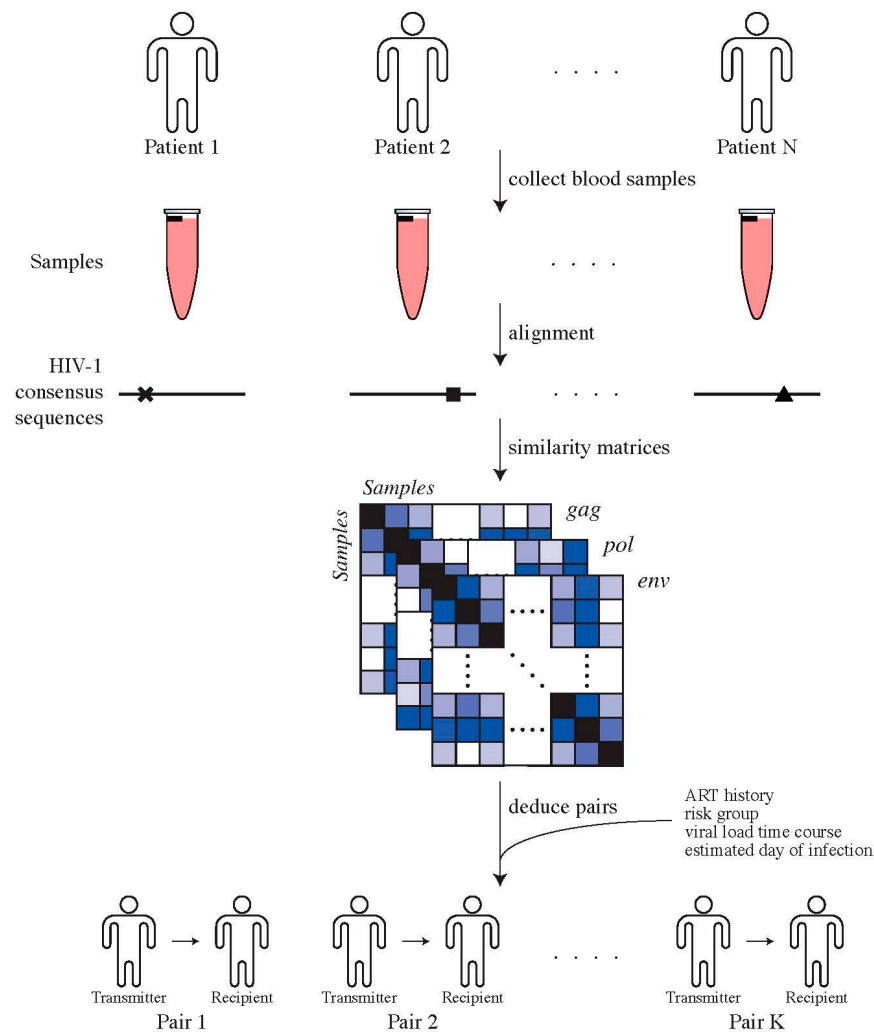 Patient 1
Patient 2
. . . .
Patient N
collect blood samples
Samples
. . . .
alignment
HIV-1
consensus
sequences
. . . .
similarity matrices
Samples
Samples
gag
pol
env
deduce pairs
ART history
risk group
viral load time course
estimated day of infection
. . . .
Transmitter
Recipient
Transmitter
Recipient
Transmitter
Recipient
Pair 1
Pair 2
Pair K